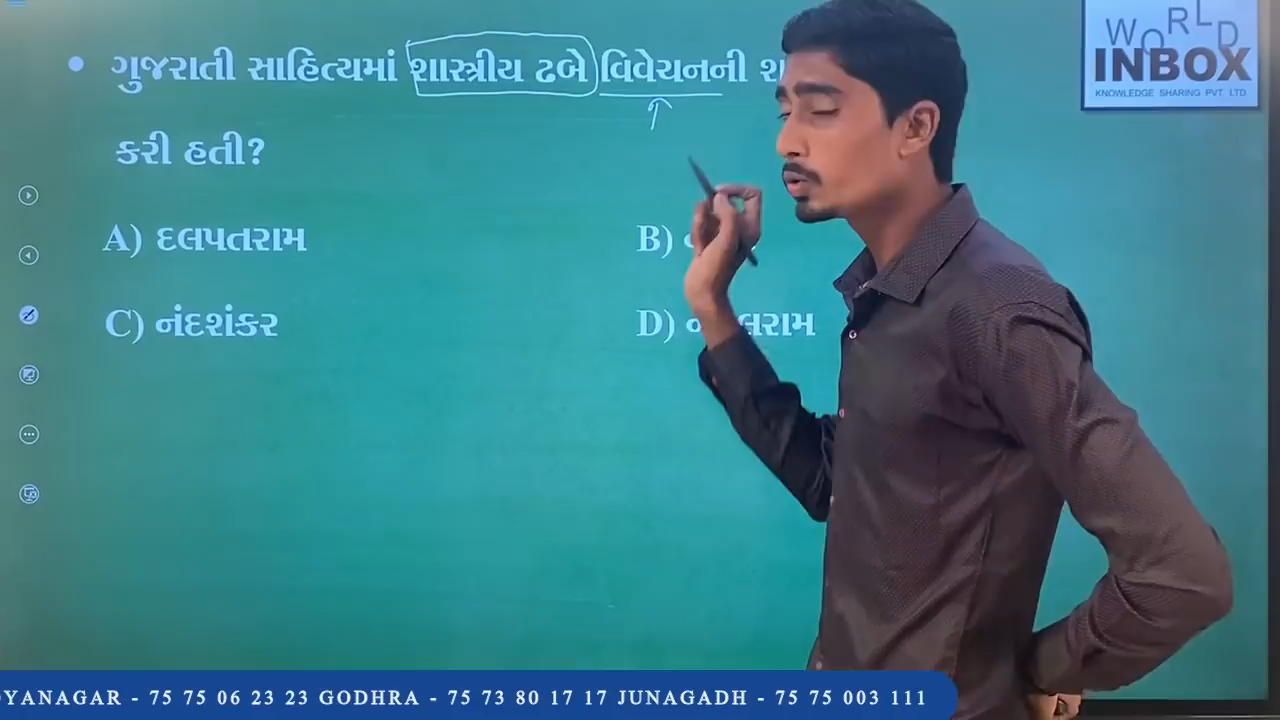 WORLD
INBOX
KNOWLEDGE SHARING PVT. LTD
• ગુજરાતી સાહિત્યમાં શાસ્ત્રીય ઢબે વિવેચનની
કરી હતી?
A) દલપતરામ B)
C) નંદશંકર D)
- 75 75 06 23 23 GODHRA - 75 73 80 17 17 JUNAGADH - 75 75 003 111